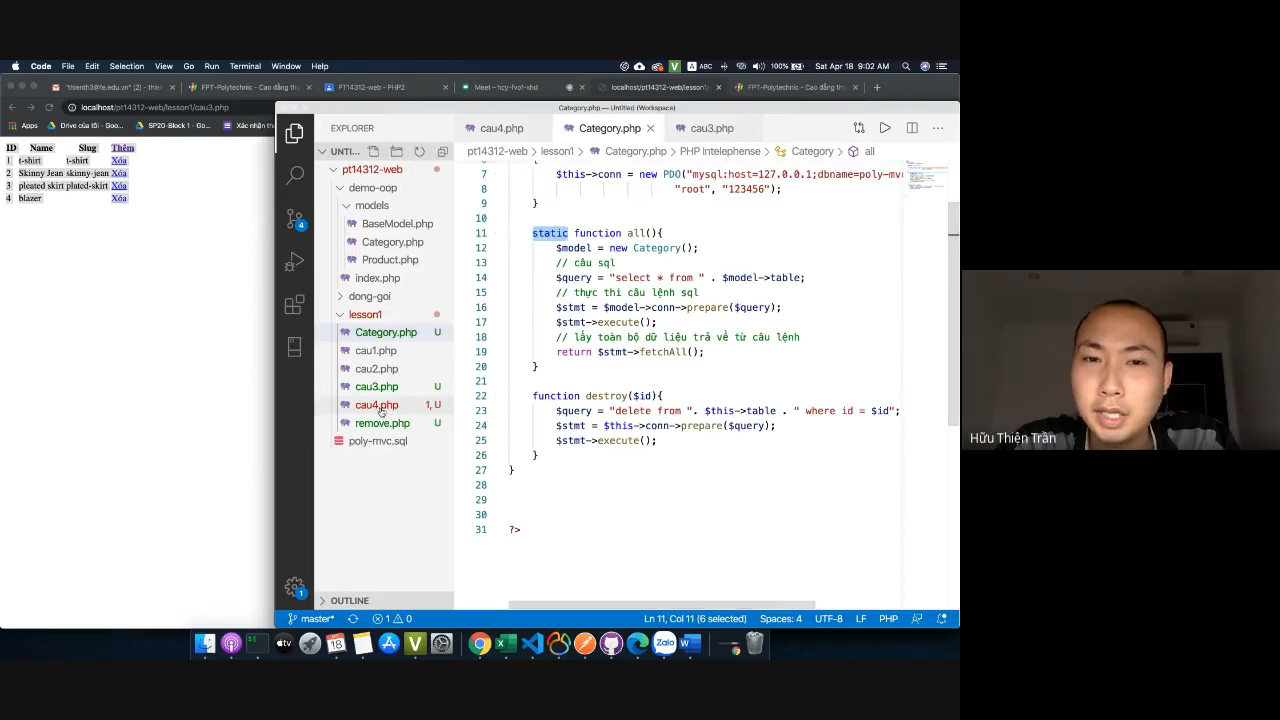 Code File Edit Selection View Go Run Terminal Window Help
ABC 100% Sat Apr 18 9:02 AM
"thienth3@fe.edu.vn" (2) - thien
FPT-Polytechnic - Cao đẳng th
PT14312-web - PHP2
Meet – hcy-fvof-xhd
localhost/pt14312-web/lesson1/
FPT-Polytechnic - Cao đẳng th
localhost/pt14312-web/lesson1/cau3.php
Apps Drive của tôi – Goo... SP20-Block 1 - Go... Xác nhận
ID Name Slug Thêm
1 t-shirt t-shirt Xóa
2 Skinny Jean skinny-jean Xóa
3 pleated skirt plated-skirt Xóa
4 blazer Xóa
Category.php — Untitled (Workspace)
EXPLORER
UNTI...
pt14312-web
demo-oop
models
BaseModel.php
Category.php
Product.php
index.php
dong-goi
lesson1
Category.php U
cau1.php
cau2.php
cau3.php U
cau4.php 1, U
remove.php U
poly-mvc.sql
OUTLINE
4
1
cau4.php Category.php cau3.php
pt14312-web > lesson1 > Category.php > PHP Intelephense > Category > all
6 {
7 $this->conn = new PDO("mysql:host=127.0.0.1;dbname=poly-mv
8 "root", "123456");
9 }
10
11 static function all(){
12 $model = new Category();
13 // câu sql
14 $query = "select * from " . $model->table;
15 // thực thi câu lệnh sql
16 $stmt = $model->conn->prepare($query);
17 $stmt->execute();
18 // lấy toàn bộ dữ liệu trả về từ câu lệnh
19 return $stmt->fetchAll();
20 }
21
22 function destroy($id){
23 $query = "delete from ". $this->table . " where id = $id";
24 $stmt = $this->conn->prepare($query);
25 $stmt->execute();
26 }
27 }
28
29
30
31 ?>
master* 1 0 Ln 11, Col 11 (6 selected) Spaces: 4 UTF-8 LF PHP
18
tv
Zalo
Hữu Thiện Trần